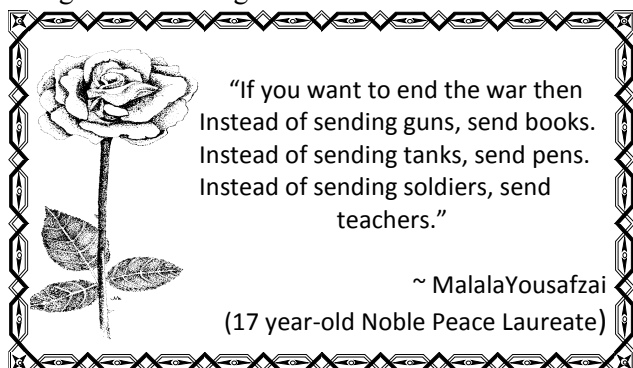 “If you want to end the war then
Instead of sending guns, send books.
Instead of sending tanks, send pens.
Instead of sending soldiers, send
teachers.”
~ MalalaYousafzai
(17 year-old Noble Peace Laureate)